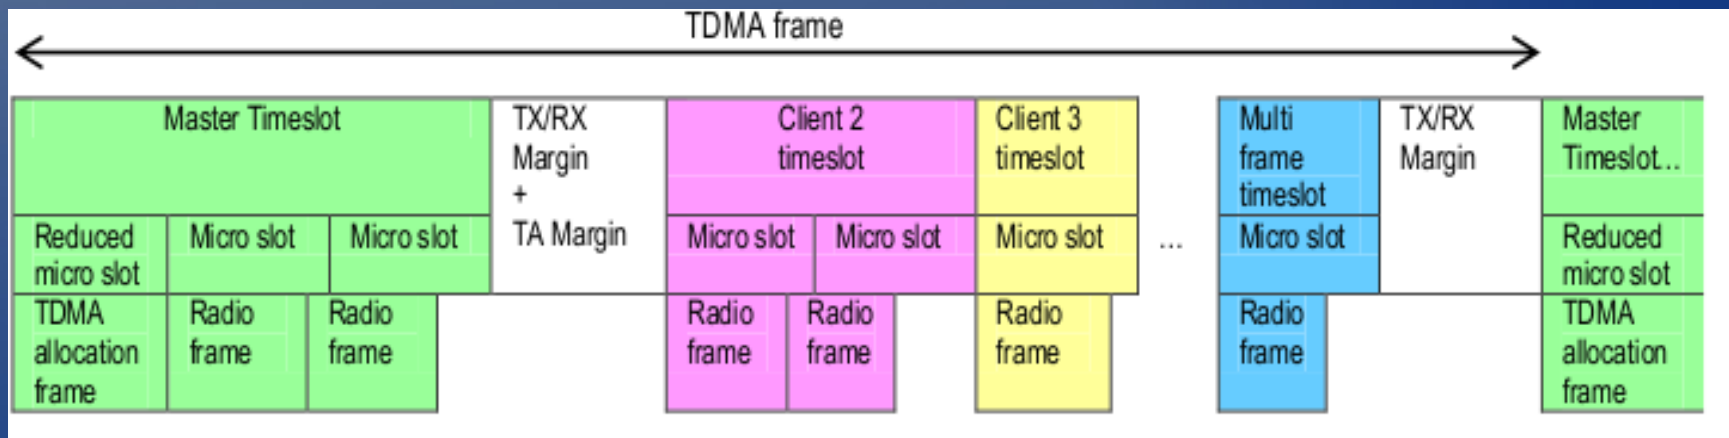 TDMA frame
Master Timeslot
TX/RX
Margin
+
TA Margin
Client 2
timeslot
Client 3
timeslot
Multi
frame
timeslot
TX/RX
Margin
Master
Timeslot...
Reduced
micro slot
Micro slot
Micro slot
Micro slot
Micro slot
Micro slot
...
Micro slot
Reduced
micro slot
TDMA
allocation
frame
Radio
frame
Radio
frame
Radio
frame
Radio
frame
Radio
frame
Radio
frame
TDMA
allocation
frame